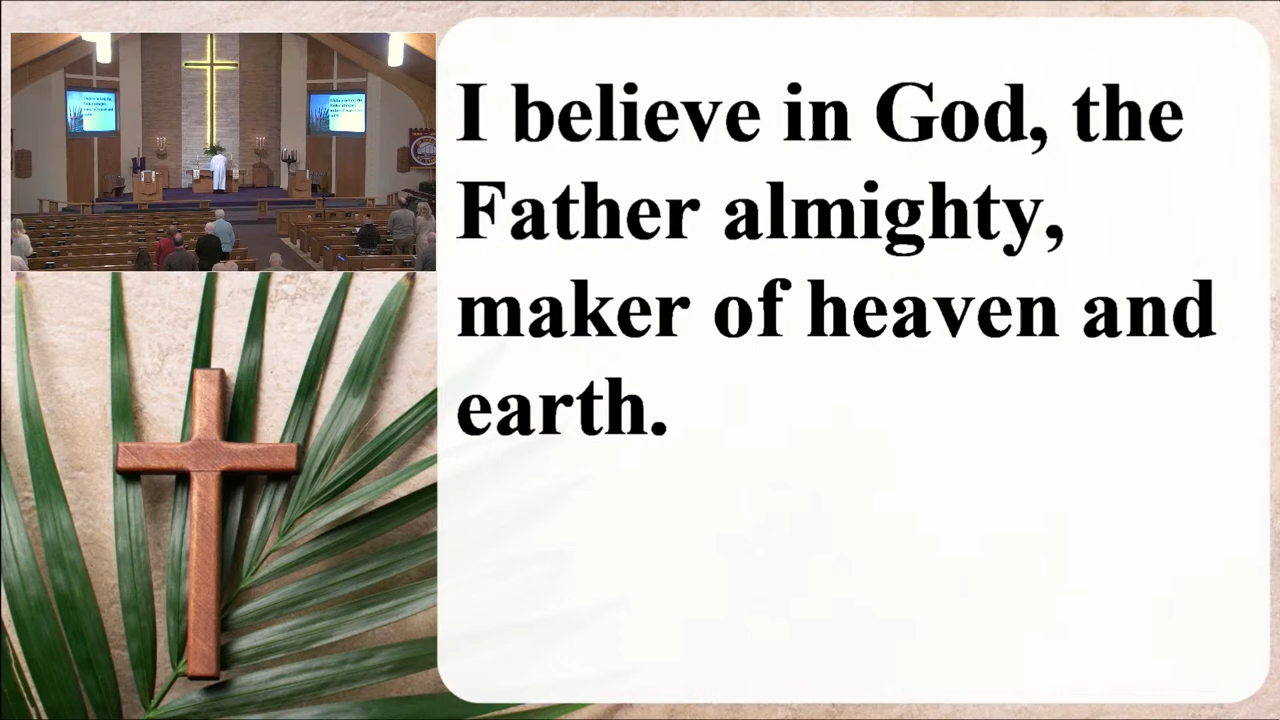 I believe in God, the
Father almighty,
maker of heaven and
earth.